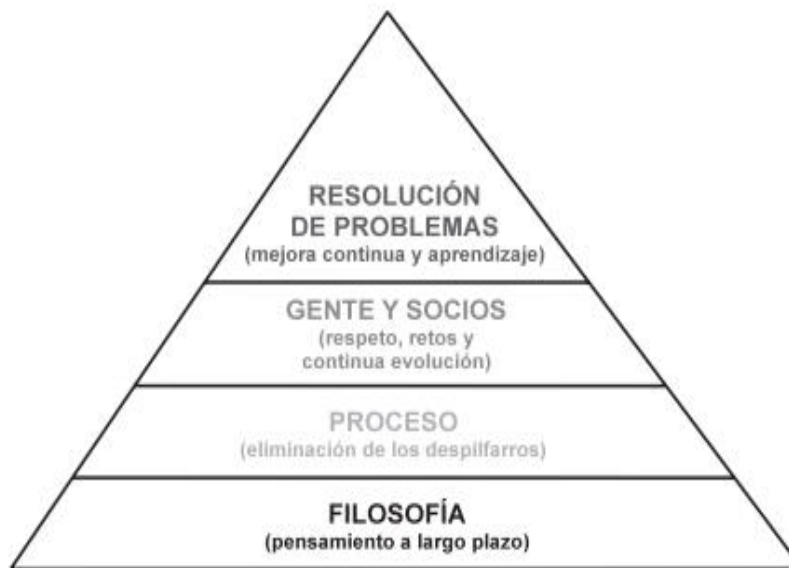 RESOLUCIÓN
DE PROBLEMAS
(mejora continua y aprendizaje)
GENTE Y SOCIOS
(respeto, retos y
continua evolución)
PROCESO
(eliminación de los despilfarros)
FILOSOFÍA
(pensamiento a largo plazo)